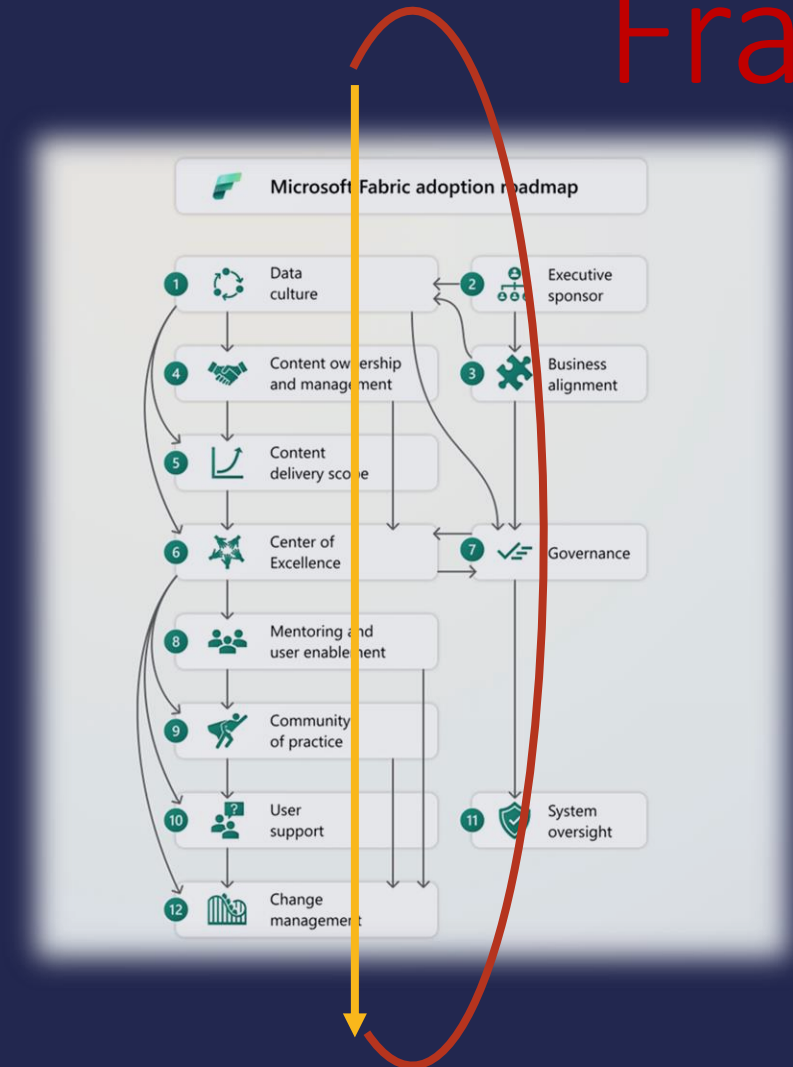 Fra
Microsoft Fabric adoption roadmap
1
Data
culture
2
Executive
sponsor
4
Content ownership
and management
3
Business
alignment
5
Content
delivery scope
6
Center of
Excellence
7
Governance
8
Mentoring and
user enablement
9
Community
of practice
10
?
User
support
11
System
oversight
12
Change
management